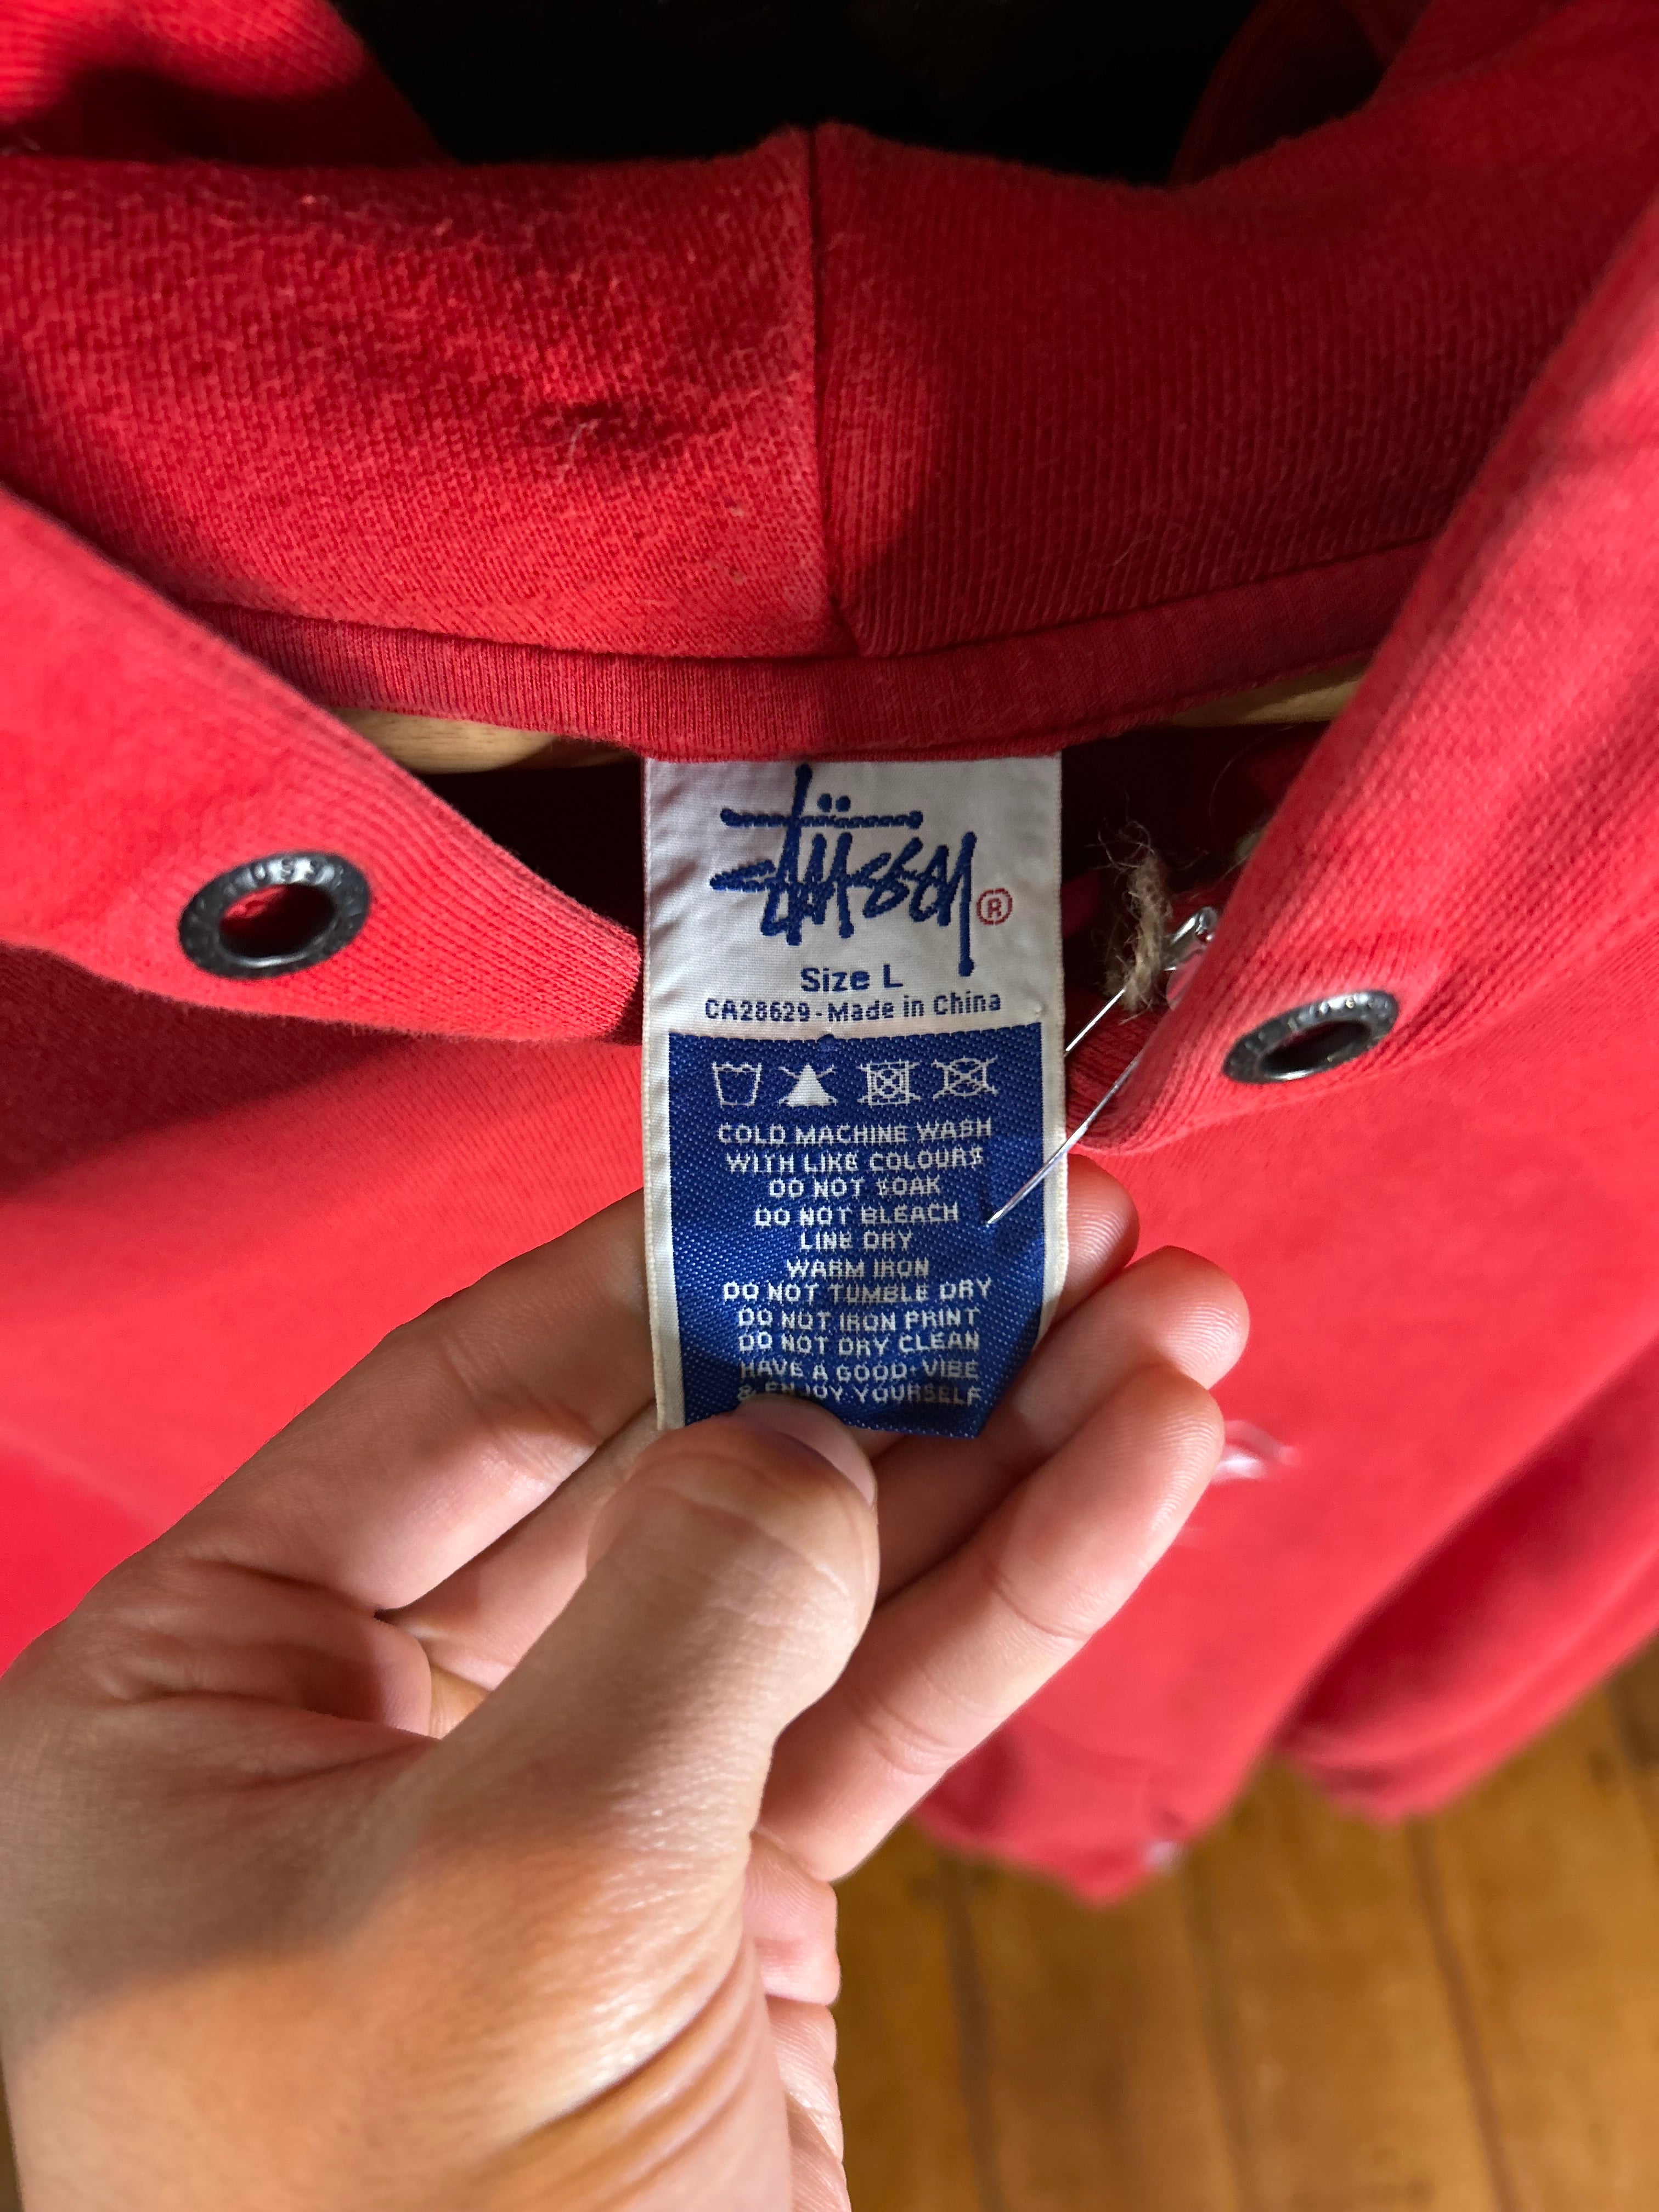 Stüssy ®
Size L
CA28629 - Made in China
COLD MACHINE WASH
WITH LIKE COLOURS
DO NOT SOAK
DO NOT BLEACH
LINE DRY
WARM IRON
DO NOT TUMBLE DRY
DO NOT IRON PRINT
DO NOT DRY CLEAN
HAVE A GOOD·VIBE
& ENJOY YOURSELF